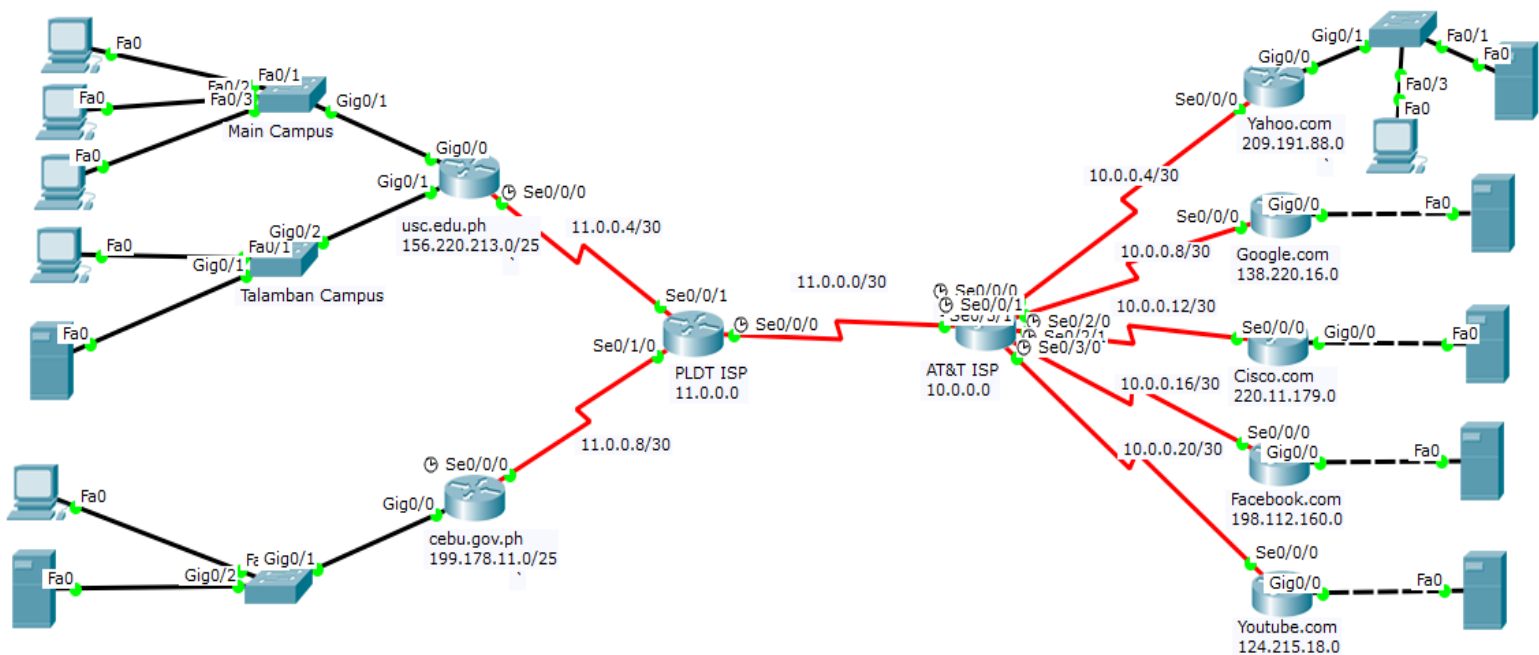 Fa0
Fa0/1
Fa0/2
Fa0
Fa0/3
Gig0/1
Main Campus
Fa0
Gig0/0
Gig0/1
Se0/0/0
usc.edu.ph
156.220.213.0/25
Fa0
Gig0/2
Fa0/1
Gig0/1
Talamban Campus
Fa0
11.0.0.4/30
Se0/0/1
Se0/0/0
Se0/1/0
PLDT ISP
11.0.0.0
11.0.0.0/30
11.0.0.8/30
Se0/0/0
Gig0/0
cebu.gov.ph
199.178.11.0/25
Fa0
Gig0/1
Gig0/2
Fa0
Se0/0/0
Se0/0/1
Se0/3/1
Se0/2/0
Se0/2/1
Se0/3/0
AT&T ISP
10.0.0.0
10.0.0.4/30
10.0.0.8/30
10.0.0.12/30
10.0.0.16/30
10.0.0.20/30
Gig0/1
Fa0/1
Gig0/0
Fa0
Fa0/3
Fa0
Se0/0/0
Yahoo.com
209.191.88.0
Gig0/0
Fa0
Se0/0/0
Google.com
138.220.16.0
Se0/0/0
Gig0/0
Fa0
Cisco.com
220.11.179.0
Se0/0/0
Gig0/0
Fa0
Facebook.com
198.112.160.0
Se0/0/0
Gig0/0
Fa0
Youtube.com
124.215.18.0